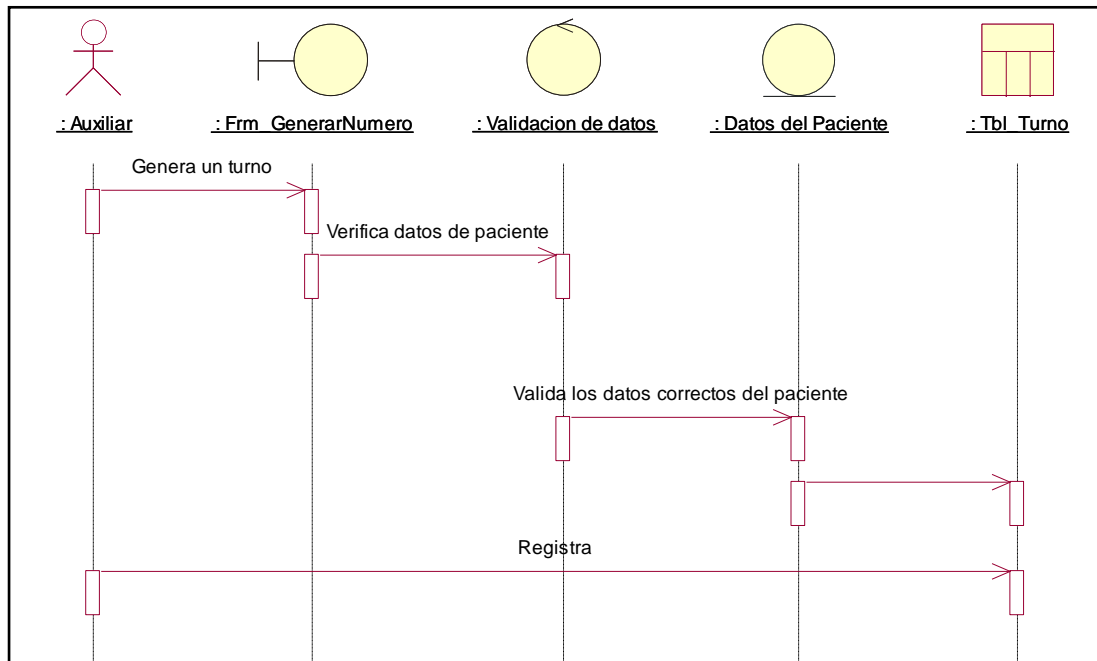 : Auxiliar
: Frm_GenerarNumero
: Validacion de datos
: Datos del Paciente
: Tbl_Turno
Genera un turno
Verifica datos de paciente
Valida los datos correctos del paciente
Registra